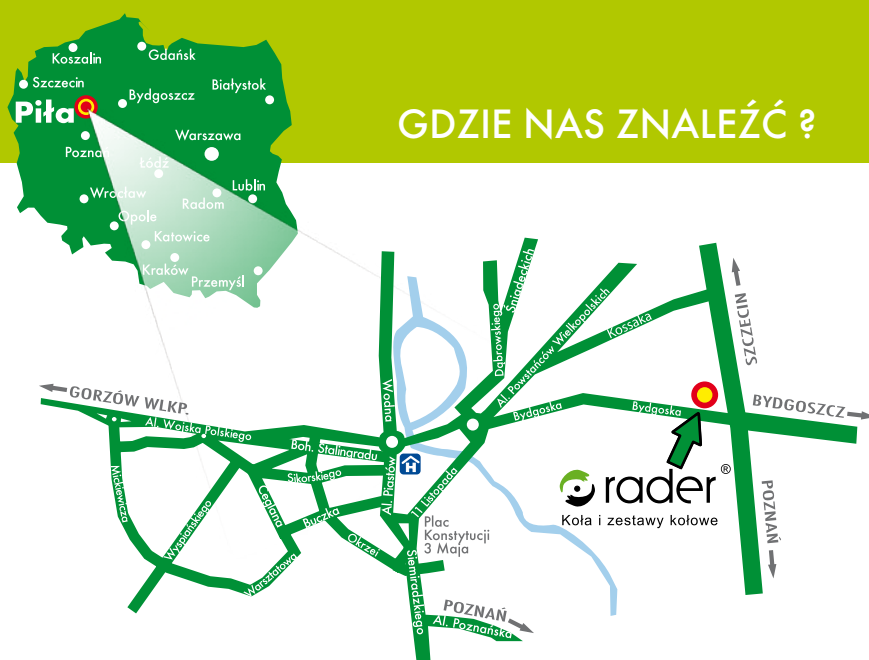 GDZIE NAS ZNALEŹĆ ?
Koszalin
Gdańsk
Szczecin
Białystok
Bydgoszcz
Piła
Warszawa
Poznań
Łódź
Lublin
Wrocław
Radom
Opole
Katowice
Kraków
Przemyśl
Śniadeckich
Dąbrowskiego
Al. Powstańców Wielkopolskich
Kossaka
SZCZECIN
GORZÓW WLKP.
Wodna
BYDGOSZCZ
Bydgoska
Bydgoska
Al. Wojska Polskiego
Boh. Stalingradu
Sikorskiego
Al. Piastów
11 Listopada
Mickiewicza
Ceglana
Wyspiańskiego
Buczka
Okrzei
Warsztatowa
Plac
Konstytucji
3 Maja
Siemiradzkiego
rader®
Koła i zestawy kołowe
POZNAŃ
POZNAŃ
Al. Poznańska